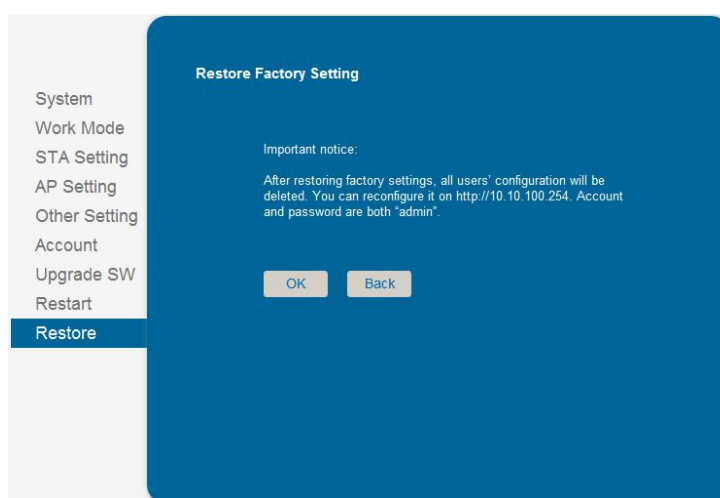 System
Work Mode
STA Setting
AP Setting
Other Setting
Account
Upgrade SW
Restart
Restore
Restore Factory Setting
Important notice:
After restoring factory settings, all users' configuration will be
deleted. You can reconfigure it on http://10.10.100.254. Account
and password are both "admin".
OK
Back